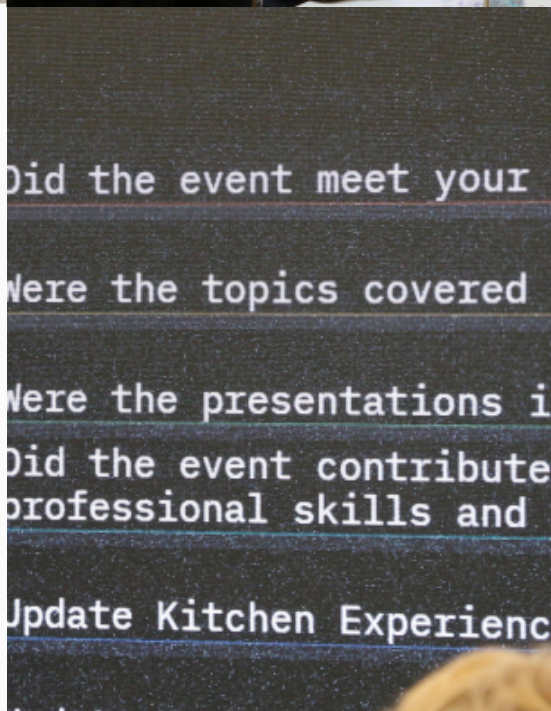 Did the event meet your
Were the topics covered
Were the presentations i
Did the event contribute
professional skills and
Update Kitchen Experienc